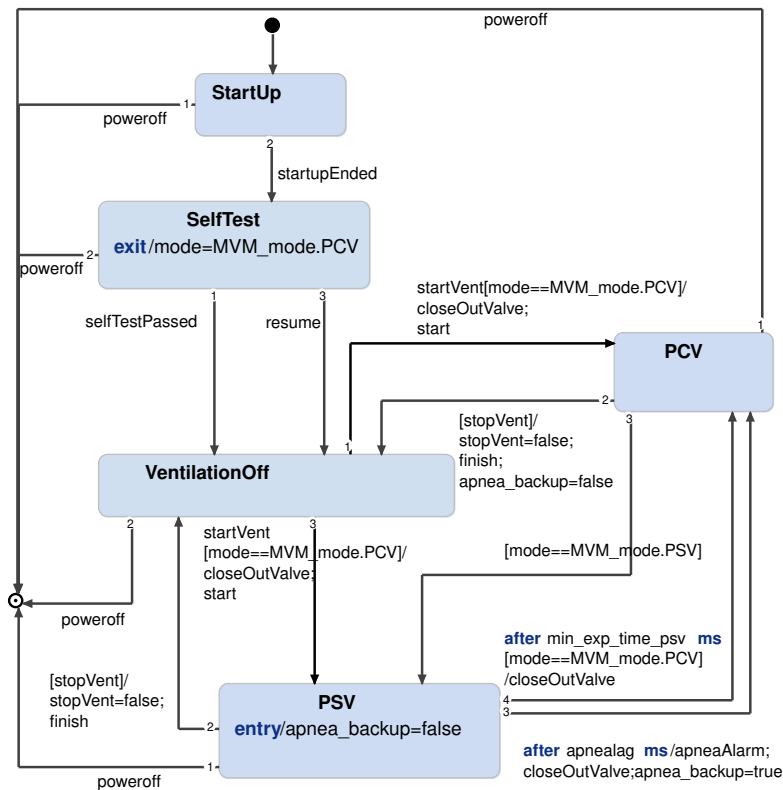 poweroff
StartUp
1
poweroff
2
startupEnded
SelfTest
exit/mode=MVM_mode.PCV
2
poweroff
1
3
selfTestPassed
resume
startVent[mode==MVM_mode.PCV]/
closeOutValve;
start
1
PCV
2
3
[stopVent]/
stopVent=false;
finish;
apnea_backup=false
1
VentilationOff
2
3
startVent
[mode==MVM_mode.PCV]/
closeOutValve;
start
[mode==MVM_mode.PSV]
poweroff
after min_exp_time_psv ms
[mode==MVM_mode.PCV]
/closeOutValve
[stopVent]/
stopVent=false;
finish
PSV
entry/apnea_backup=false
4
3
2
1
poweroff
after apnealag ms/apneaAlarm;
closeOutValve;apnea_backup=true